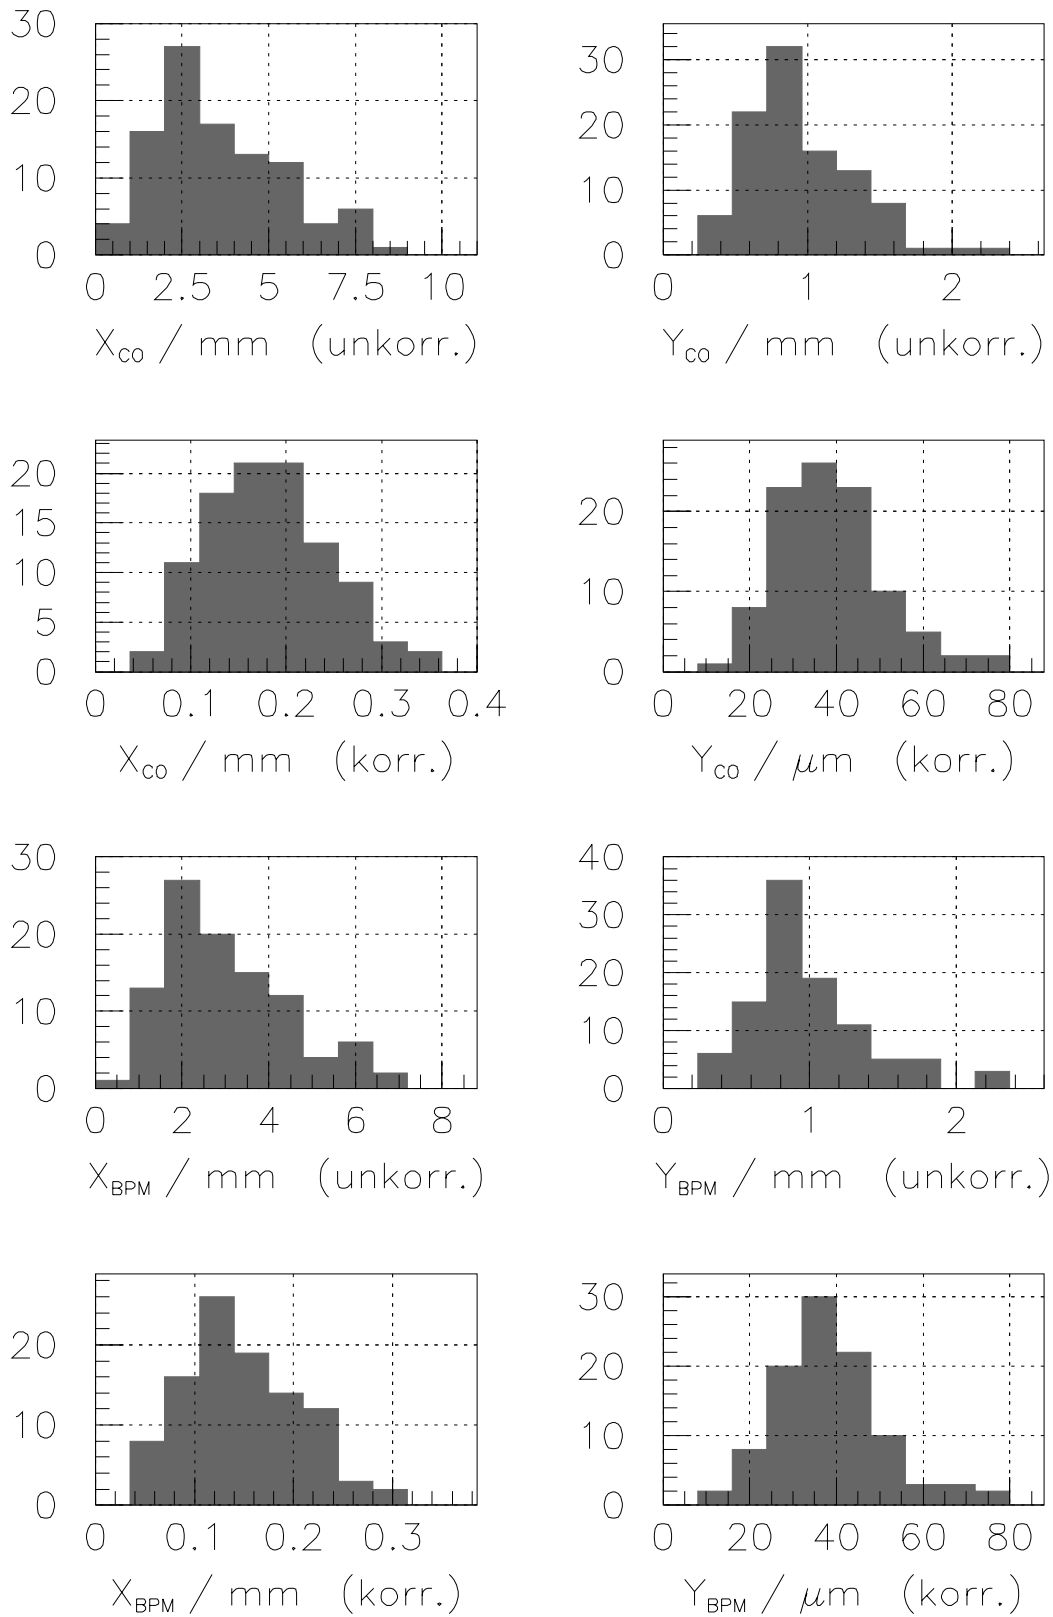 30
20
10
0
0 2.5 5 7.5 10
X_CO / mm (unkorr.)
30
20
10
0
0 1 2
Y_CO / mm (unkorr.)
20
15
10
5
0
0 0.1 0.2 0.3 0.4
X_CO / mm (korr.)
20
10
0
0 20 40 60 80
Y_CO / μm (korr.)
30
20
10
0
0 2 4 6 8
X_BPM / mm (unkorr.)
40
30
20
10
0
0 1 2
Y_BPM / mm (unkorr.)
20
10
0
0 0.1 0.2 0.3
X_BPM / mm (korr.)
30
20
10
0
0 20 40 60 80
Y_BPM / μm (korr.)